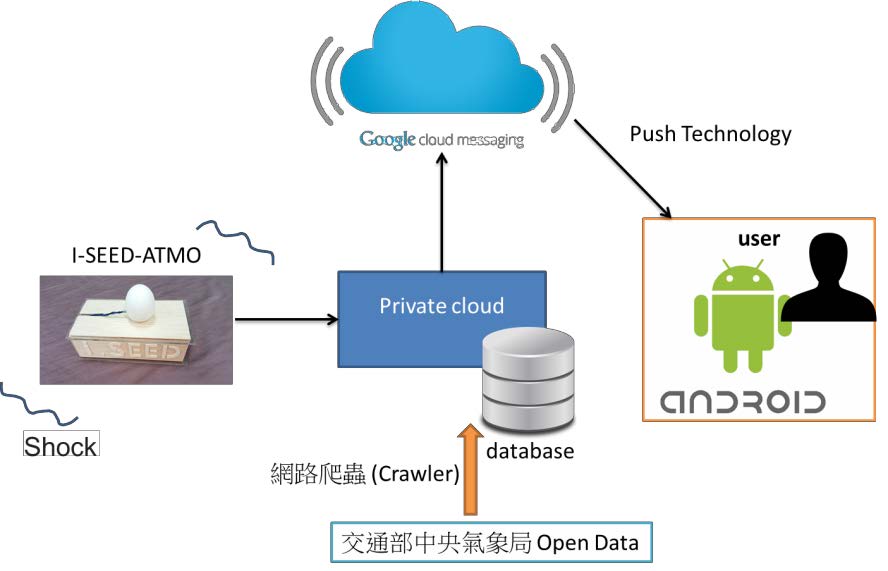 Google cloud messaging
Push Technology
user
I-SEED-ATMO
Private cloud
I SEED
ANDROID
Shock
database
網路爬蟲 (Crawler)
交通部中央氣象局 Open Data